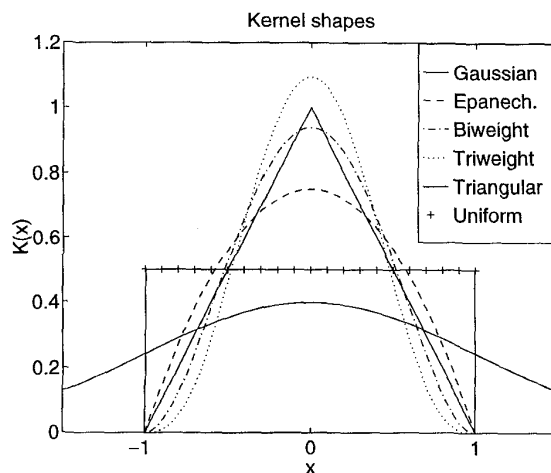 Kernel shapes
1.2
1
0.8
0.6
0.4
0.2
0
K(x)
-1
0
1
x
Gaussian
Epanech.
Biweight
Triweight
Triangular
Uniform